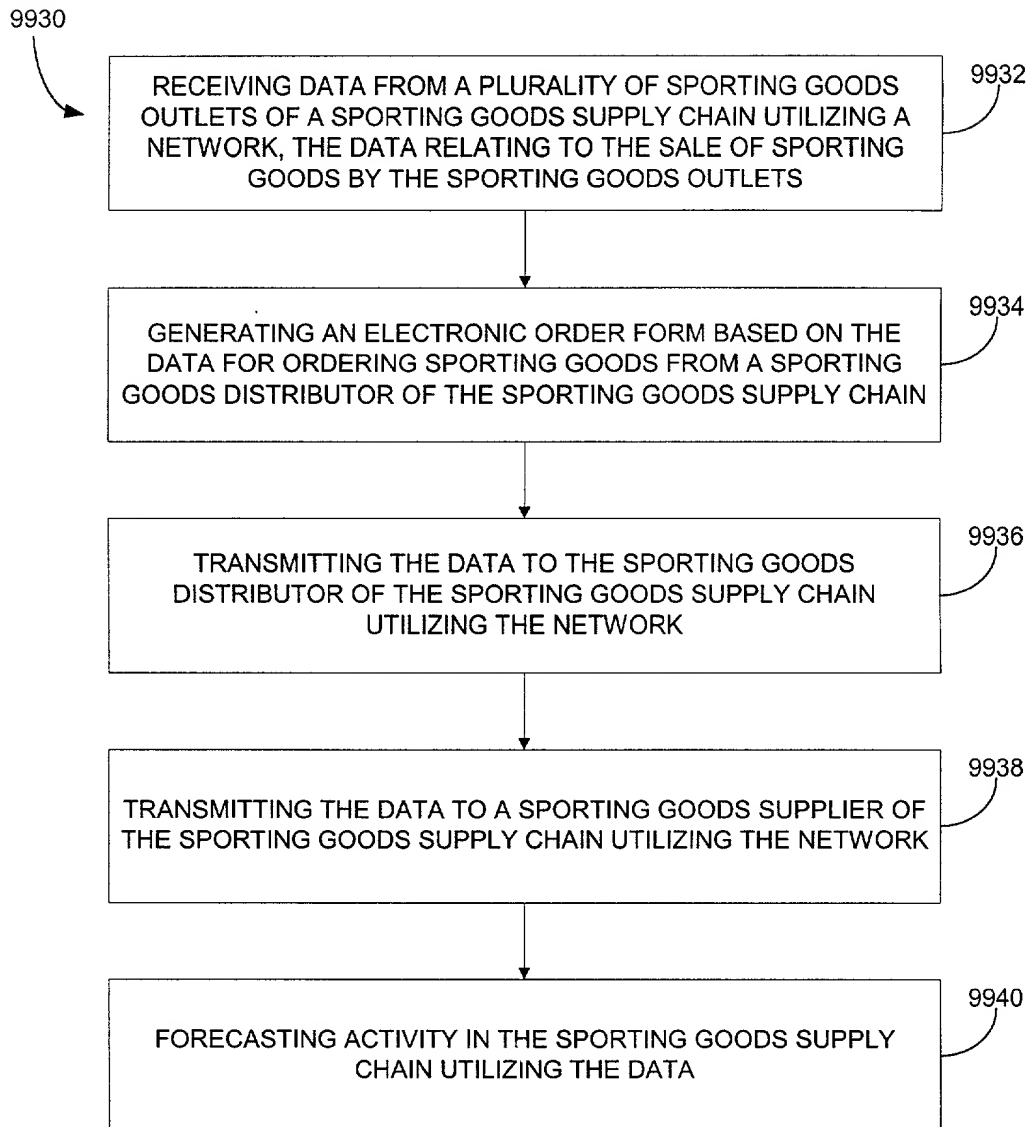 9930
RECEIVING DATA FROM A PLURALITY OF SPORTING GOODS
OUTLETS OF A SPORTING GOODS SUPPLY CHAIN UTILIZING A
NETWORK, THE DATA RELATING TO THE SALE OF SPORTING
GOODS BY THE SPORTING GOODS OUTLETS
9932
GENERATING AN ELECTRONIC ORDER FORM BASED ON THE
DATA FOR ORDERING SPORTING GOODS FROM A SPORTING
GOODS DISTRIBUTOR OF THE SPORTING GOODS SUPPLY CHAIN
9934
TRANSMITTING THE DATA TO THE SPORTING GOODS
DISTRIBUTOR OF THE SPORTING GOODS SUPPLY CHAIN
UTILIZING THE NETWORK
9936
TRANSMITTING THE DATA TO A SPORTING GOODS SUPPLIER OF
THE SPORTING GOODS SUPPLY CHAIN UTILIZING THE NETWORK
9938
FORECASTING ACTIVITY IN THE SPORTING GOODS SUPPLY
CHAIN UTILIZING THE DATA
9940